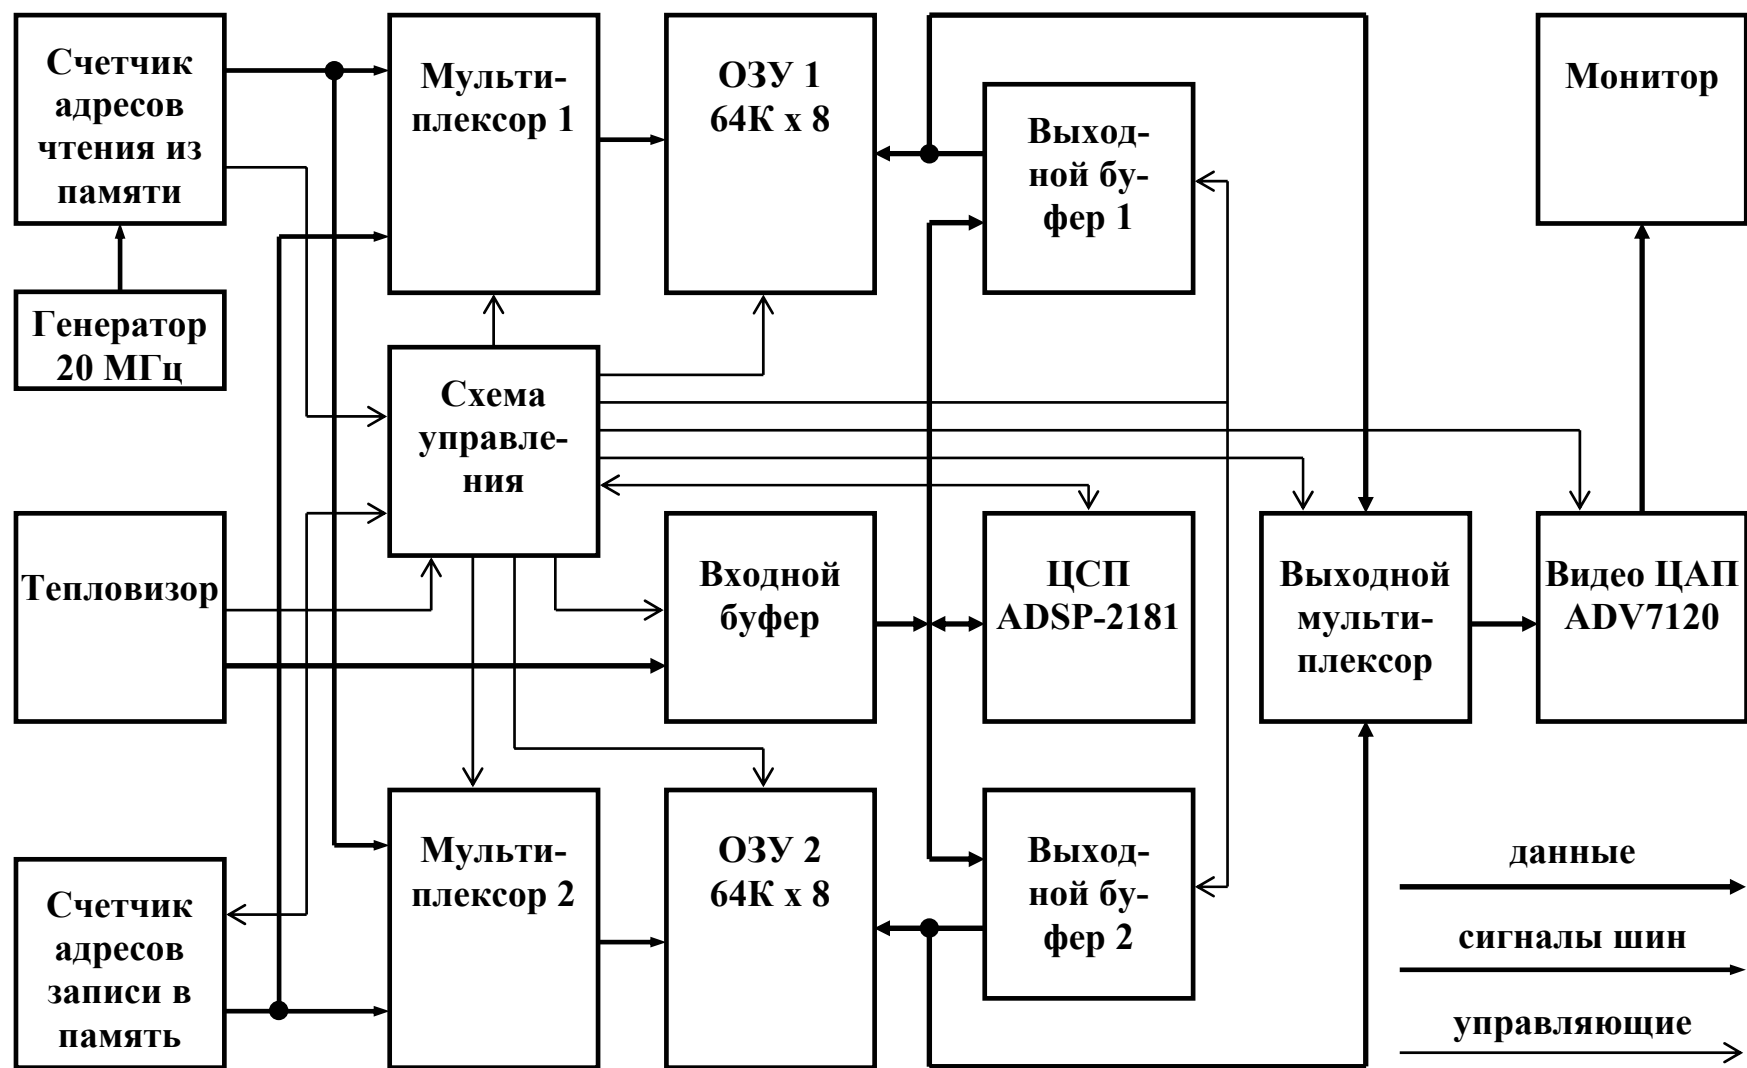 Счетчик
адресов
чтения из
памяти
Мульти-
плексор 1
ОЗУ 1
64К х 8
Выход-
ной бу-
фер 1
Монитор
Генератор
20 МГц
Схема
управле-
ния
Тепловизор
Входной
буфер
ЦСП
ADSP-2181
Выходной
мульти-
плексор
Видео ЦАП
ADV7120
Счетчик
адресов
записи в
память
Мульти-
плексор 2
ОЗУ 2
64К х 8
Выход-
ной бу-
фер 2
данные
сигналы шин
управляющие